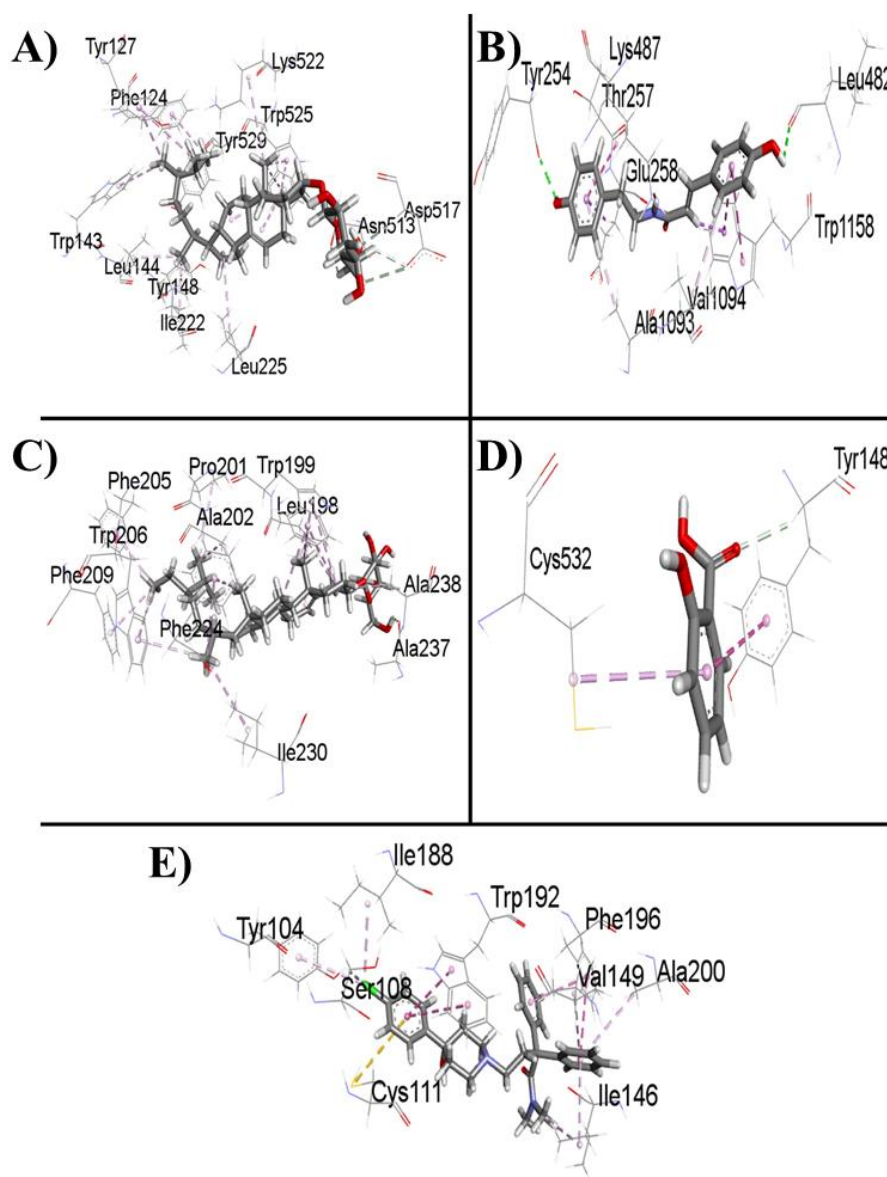 A)
Tyr127
Lys522
Phe124
Trp525
Tyr529
Asp517
Asn513
Trp143
Leu144
Tyr148
Ile222
Leu225
B)
Lys487
Leu482
Tyr254
Thr257
Glu258
Trp1158
Val1094
Ala1093
C)
Pro201
Trp199
Phe205
Leu198
Ala202
Trp206
Phe209
Ala238
Phe224
Ala237
Ile230
D)
Tyr148
Cys532
E)
Ile188
Trp192
Phe196
Tyr104
Val149
Ala200
Ser108
Cys111
Ile146